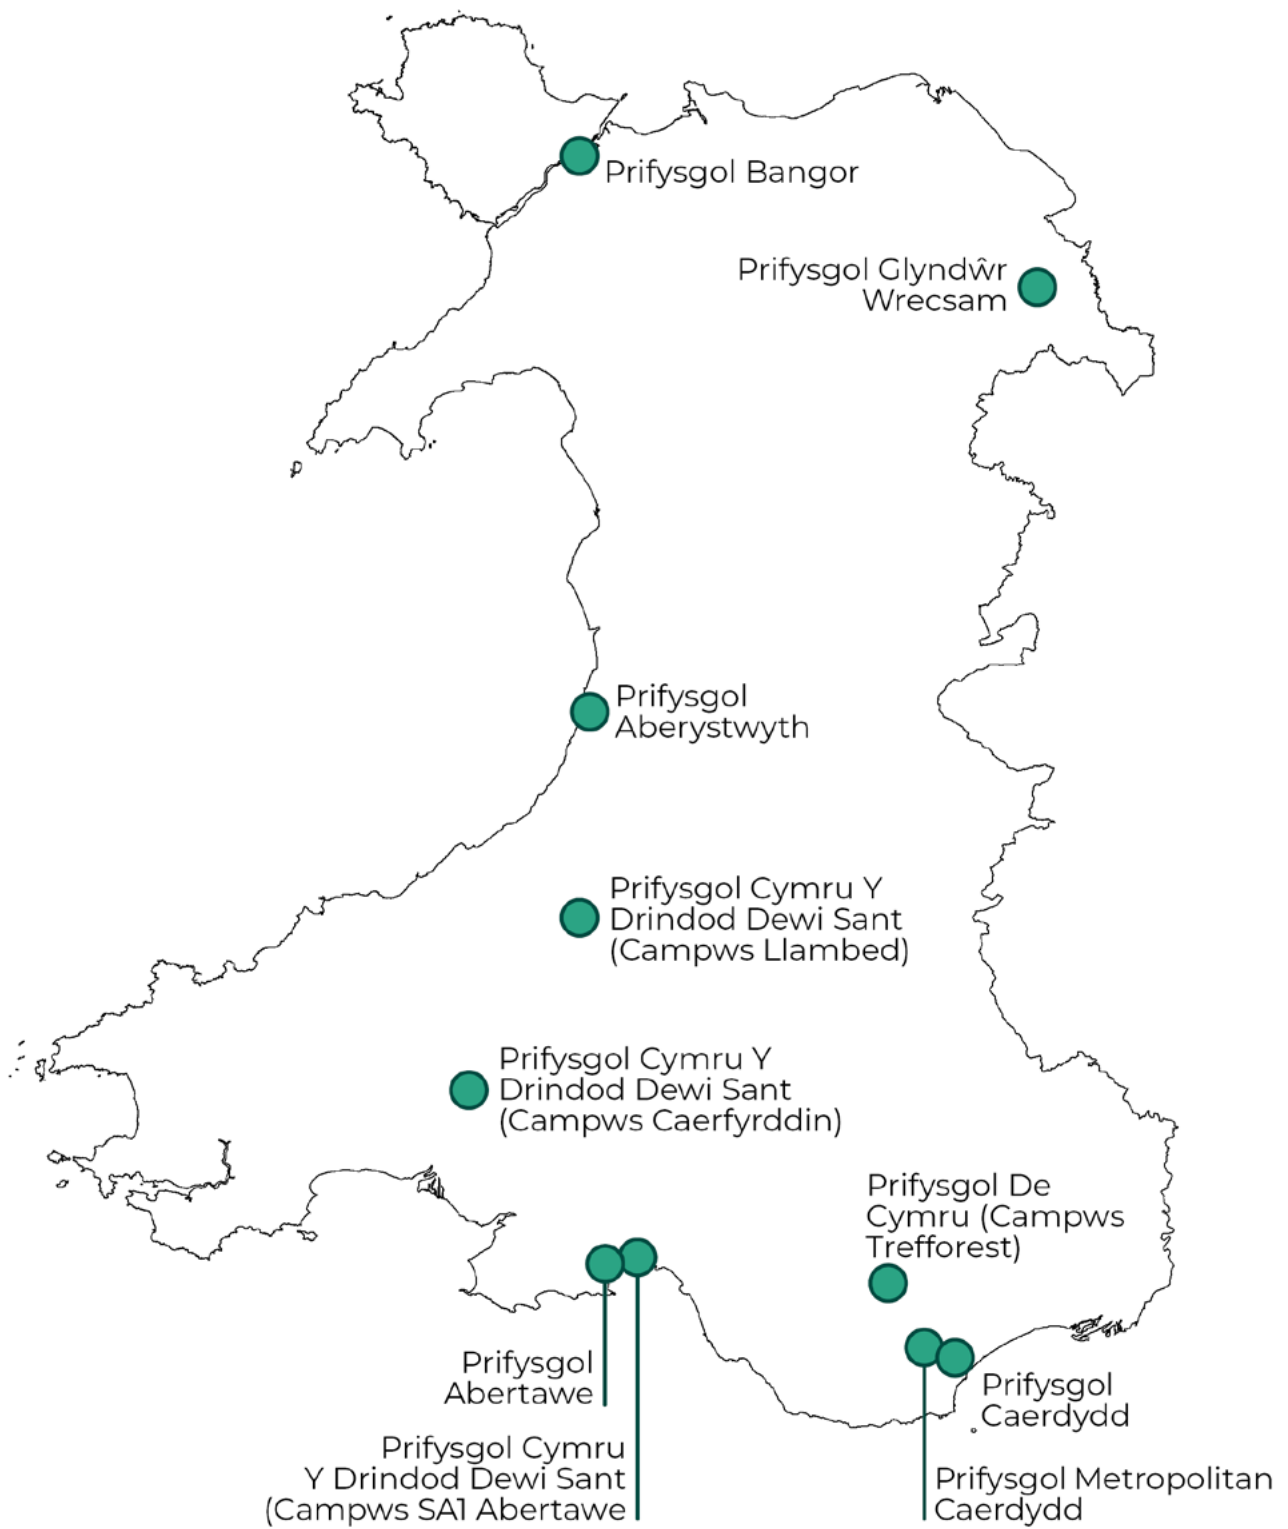 Prifysgol Bangor
Prifysgol Glyndŵr
Wrecsam
Prifysgol
Aberystwyth
Prifysgol Cymru Y
Drindod Dewi Sant
(Campws Llambed)
Prifysgol Cymru Y
Drindod Dewi Sant
(Campws Caerfyrddin)
Prifysgol De
Cymru (Campws
Trefforest)
Prifysgol
Abertawe
Prifysgol
Caerdydd
Prifysgol Cymru
Y Drindod Dewi Sant
(Campws SA1 Abertawe
Prifysgol Metropolitan
Caerdydd